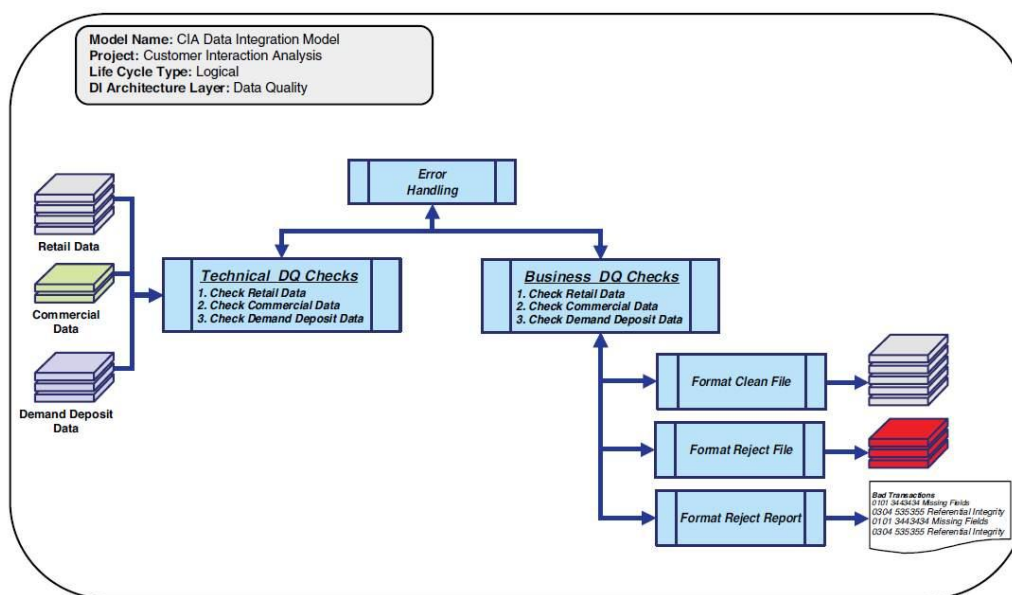 Model Name: CIA Data Integration Model
Project: Customer Interaction Analysis
Life Cycle Type: Logical
DI Architecture Layer: Data Quality
Error
Handling
Retail Data
Commercial
Data
Demand Deposit
Data
Technical DQ Checks
1. Check Retail Data
2. Check Commercial Data
3. Check Demand Deposit Data
Business DQ Checks
1. Check Retail Data
2. Check Commercial Data
3. Check Demand Deposit Data
Format Clean File
Format Reject File
Format Reject Report
Bad Transactions
0101 3443434 Missing Fields
0304 535355 Referential Integrity
0101 3443434 Missing Fields
0304 535355 Referential Integrity